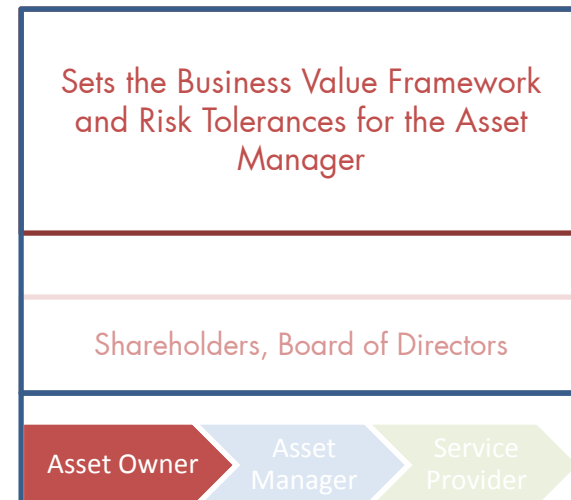 Sets the Business Value Framework
and Risk Tolerances for the Asset
Manager
Shareholders, Board of Directors
Asset Owner
Asset
Manager
Service
Provider